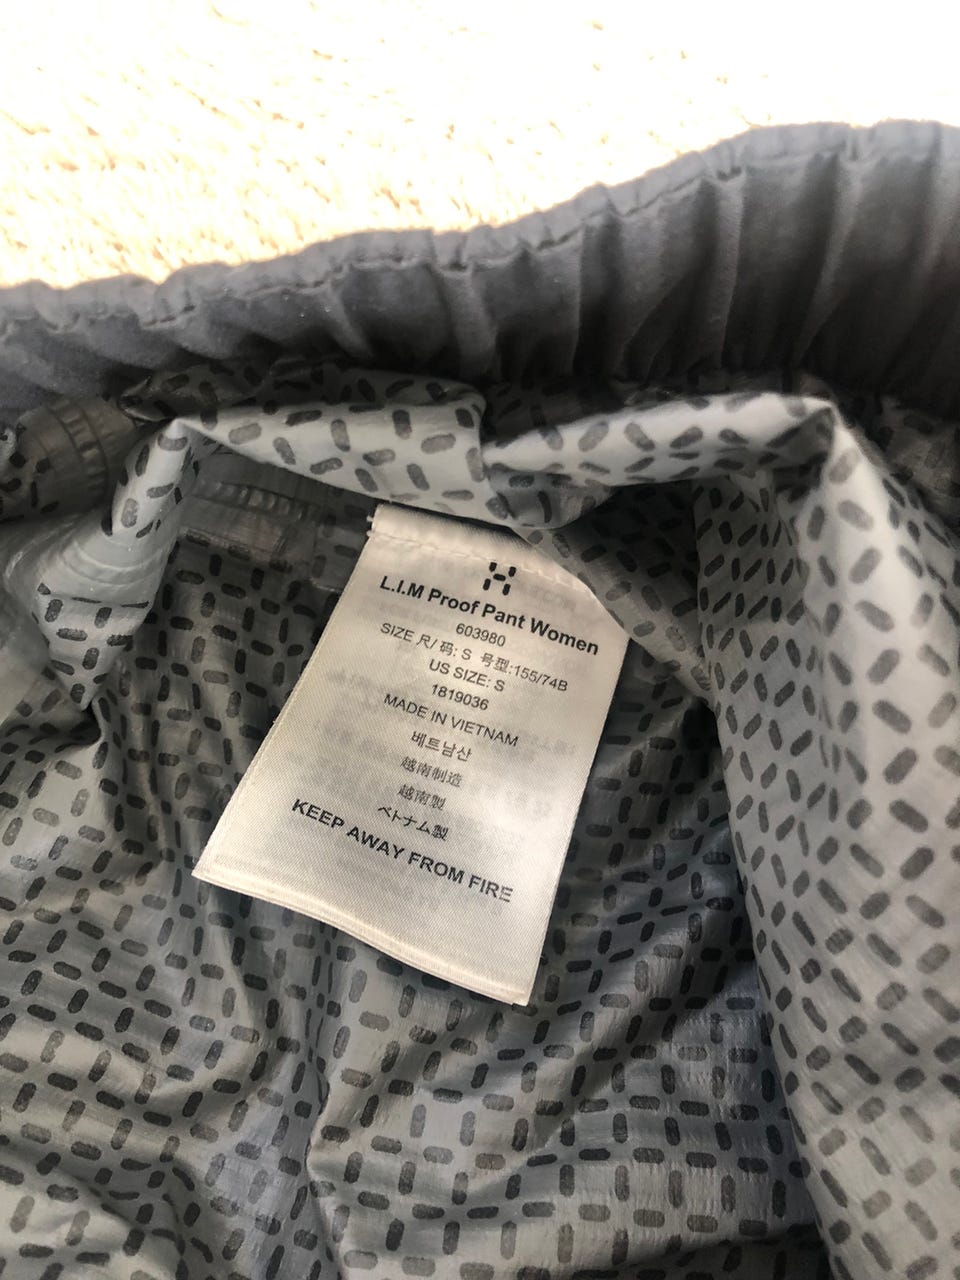 L.I.M Proof Pant Women
603980
SIZE 尺/ 码: S 号型:155/74B
US SIZE: S
1819036
MADE IN VIETNAM
베트남산
越南制造
越南製
ベトナム製
KEEP AWAY FROM FIRE